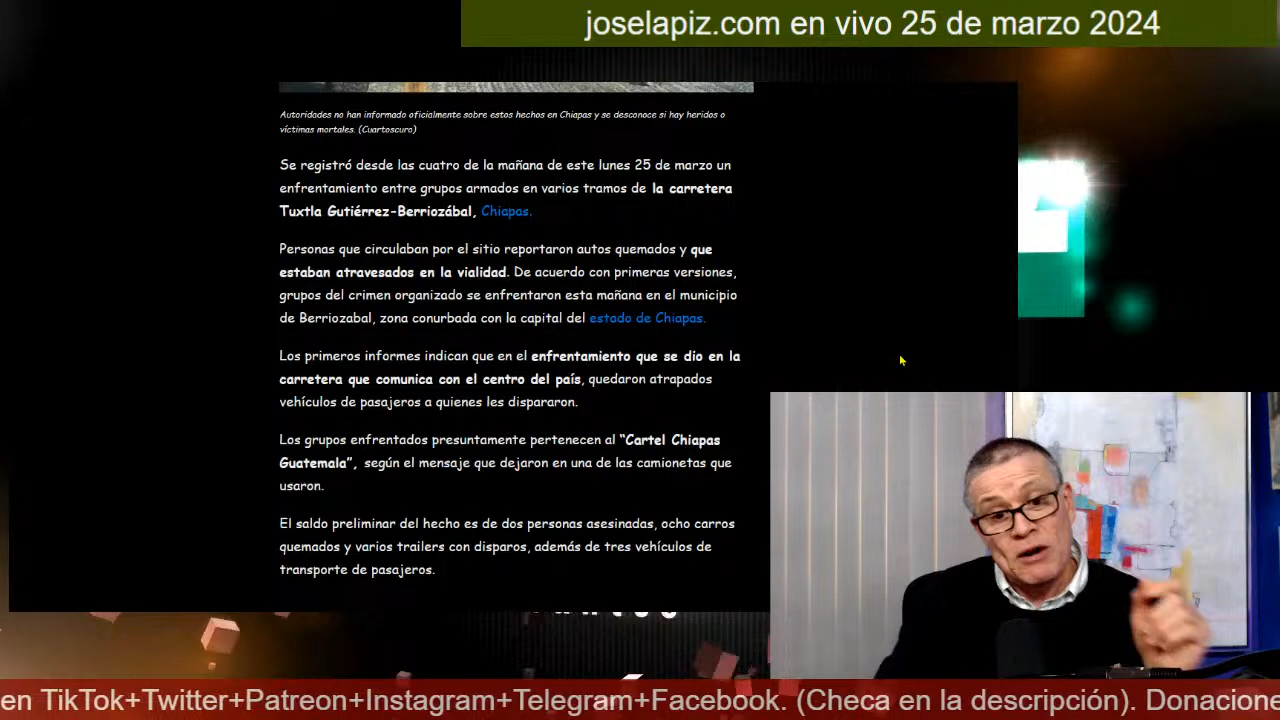 joselapiz.com en vivo 25 de marzo 2024
Autoridades no han informado oficialmente sobre estos hechos en Chiapas y se desconoce si hay heridos o
víctimas mortales. (Cuartoscuro)
Se registró desde las cuatro de la mañana de este lunes 25 de marzo un
enfrentamiento entre grupos armados en varios tramos de la carretera
Tuxtla Gutiérrez-Berriozábal, Chiapas.
Personas que circulaban por el sitio reportaron autos quemados y que
estaban atravesados en la vialidad. De acuerdo con primeras versiones,
grupos del crimen organizado se enfrentaron esta mañana en el municipio
de Berriozabal, zona conurbada con la capital del estado de Chiapas.
Los primeros informes indican que en el enfrentamiento que se dio en la
carretera que comunica con el centro del país, quedaron atrapados
vehículos de pasajeros a quienes les dispararon.
Los grupos enfrentados presuntamente pertenecen al “Cartel Chiapas
Guatemala”, según el mensaje que dejaron en una de las camionetas que
usaron.
El saldo preliminar del hecho es de dos personas asesinadas, ocho carros
quemados y varios trailers con disparos, además de tres vehículos de
transporte de pasajeros.
en TikTok+Twitter+Patreon+Instagram+Telegram+Facebook. (Checa en la descripción). Donacione